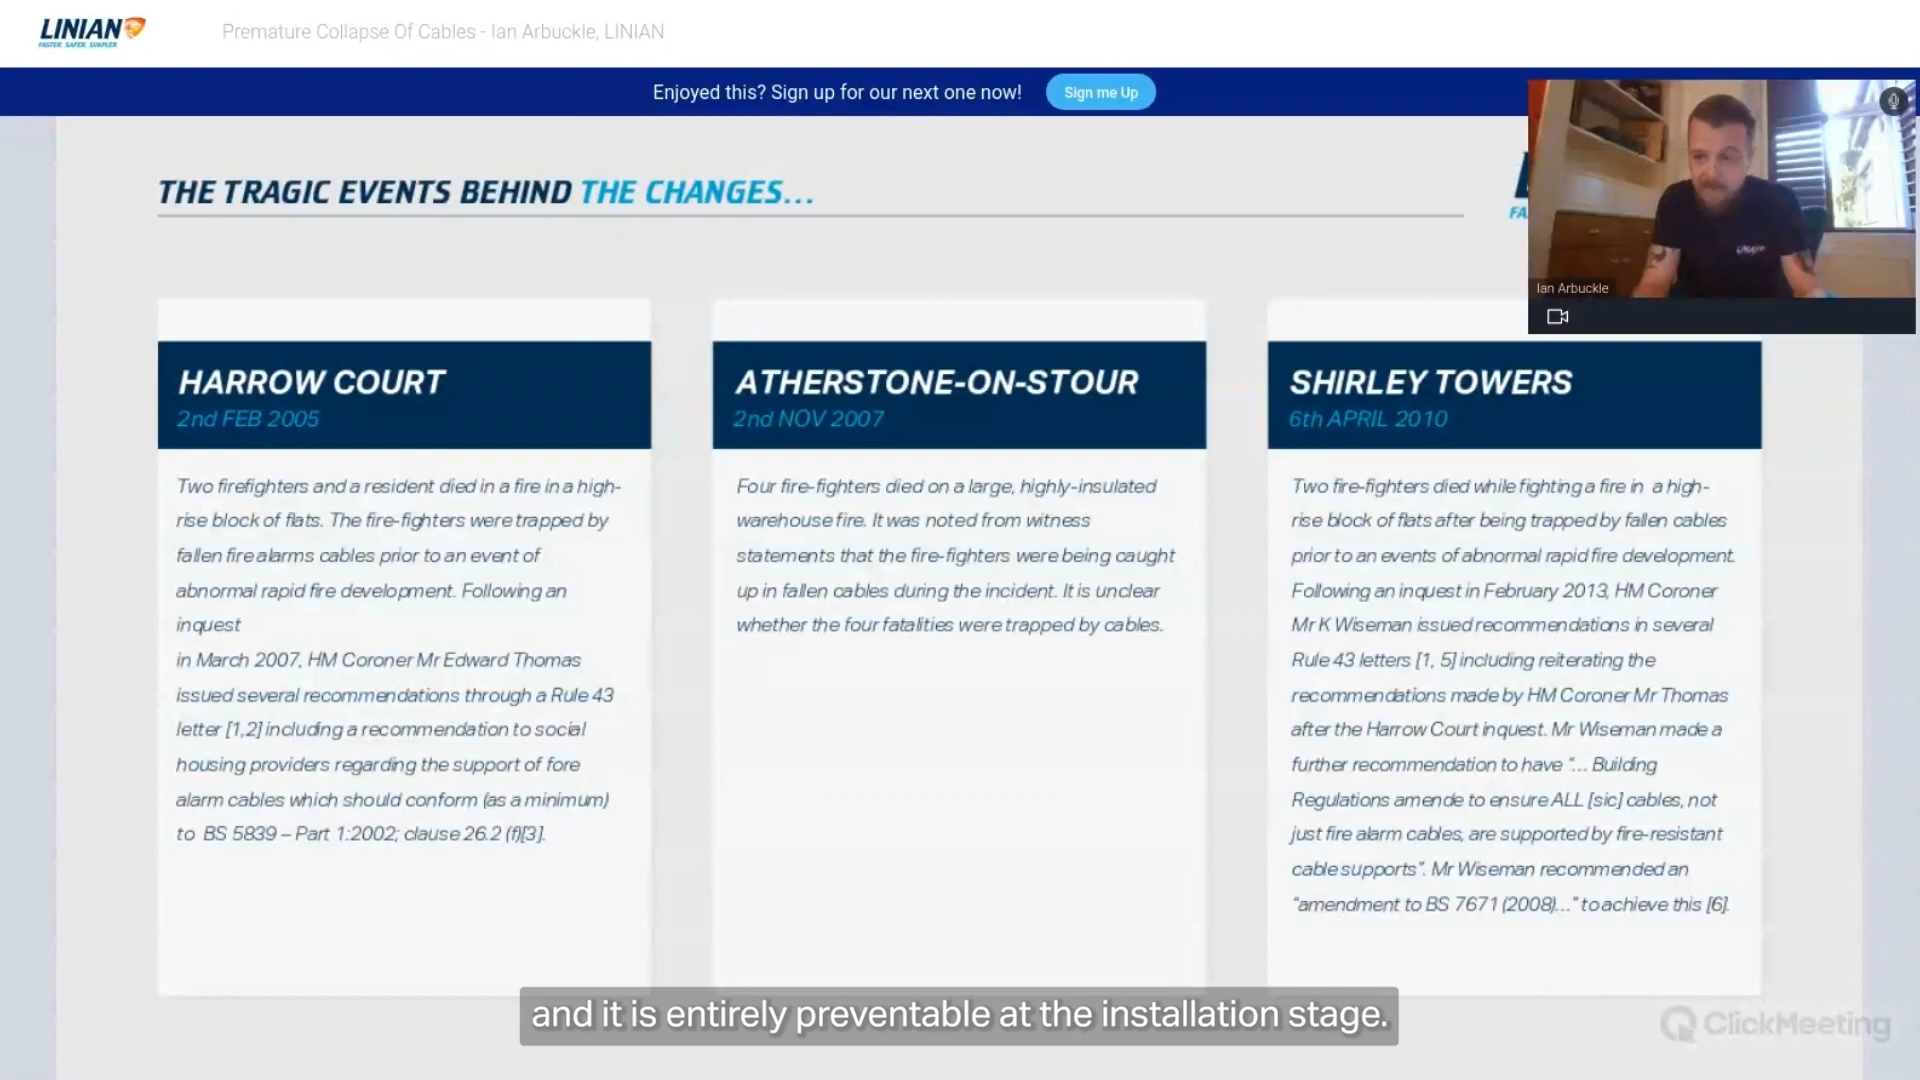 LINIAN
FASTER. SAFER. SIMPLER
Premature Collapse Of Cables - Ian Arbuckle, LINIAN
Enjoyed this? Sign up for our next one now!
Sign me Up
THE TRAGIC EVENTS BEHIND THE CHANGES...
FA
LINIAN
Ian Arbuckle
HARROW COURT
2nd FEB 2005
Two firefighters and a resident died in a fire in a high-
rise block of flats. The fire-fighters were trapped by
fallen fire alarms cables prior to an event of
abnormal rapid fire development. Following an
inquest
in March 2007, HM Coroner Mr Edward Thomas
issued several recommendations through a Rule 43
letter [1,2] including a recommendation to social
housing providers regarding the support of fore
alarm cables which should conform (as a minimum)
to BS 5839 – Part 1:2002; clause 26.2 (f)[3].
ATHERSTONE-ON-STOUR
2nd NOV 2007
Four fire-fighters died on a large, highly-insulated
warehouse fire. It was noted from witness
statements that the fire-fighters were being caught
up in fallen cables during the incident. It is unclear
whether the four fatalities were trapped by cables.
SHIRLEY TOWERS
6th APRIL 2010
Two fire-fighters died while fighting a fire in a high-
rise block of flats after being trapped by fallen cables
prior to an events of abnormal rapid fire development.
Following an inquest in February 2013, HM Coroner
Mr K Wiseman issued recommendations in several
Rule 43 letters [1, 5] including reiterating the
recommendations made by HM Coroner Mr Thomas
after the Harrow Court inquest. Mr Wiseman made a
further recommendation to have “... Building
Regulations amende to ensure ALL [sic] cables, not
just fire alarm cables, are supported by fire-resistant
cable supports”. Mr Wiseman recommended an
“amendment to BS 7671 (2008)...” to achieve this [6].
and it is entirely preventable at the installation stage.
ClickMeeting